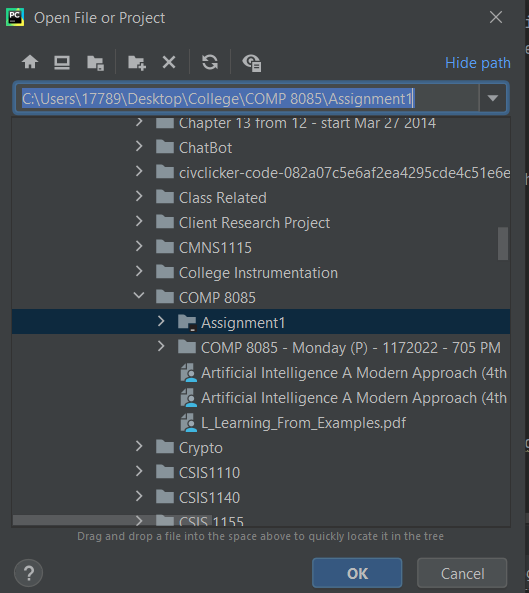 PC
Open File or Project
Hide path
C:\Users\17789\Desktop\College\COMP 8085\Assignment1
Chapter 13 from 12 - start Mar 27 2014
ChatBot
civclicker-code-082a07c5e6af2ea4295cde4c51e6e
Class Related
Client Research Project
CMNS1115
College Instrumentation
COMP 8085
Assignment1
COMP 8085 - Monday (P) - 1172022 - 705 PM
Artificial Intelligence A Modern Approach (4th
Artificial Intelligence A Modern Approach (4th
L_Learning_From_Examples.pdf
Crypto
CSIS1110
CSIS1140
CSIS 1155
Drag and drop a file into the space above to quickly locate it in the tree
?
OK
Cancel